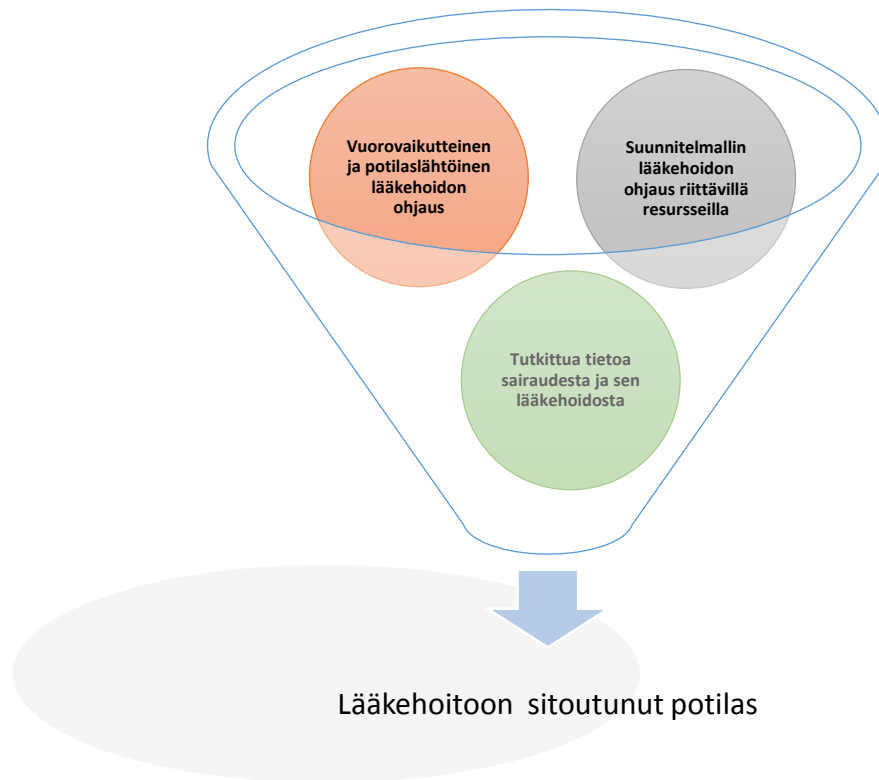 Vuorovaikutteinen
ja potilaslähtöinen
lääkehoidon
ohjaus
Suunnitelmallin
lääkehoidon
ohjaus riittävillä
resursseilla
Tutkittua tietoa
sairaudesta ja sen
lääkehoidosta
Lääkehoitoon sitoutunut potilas